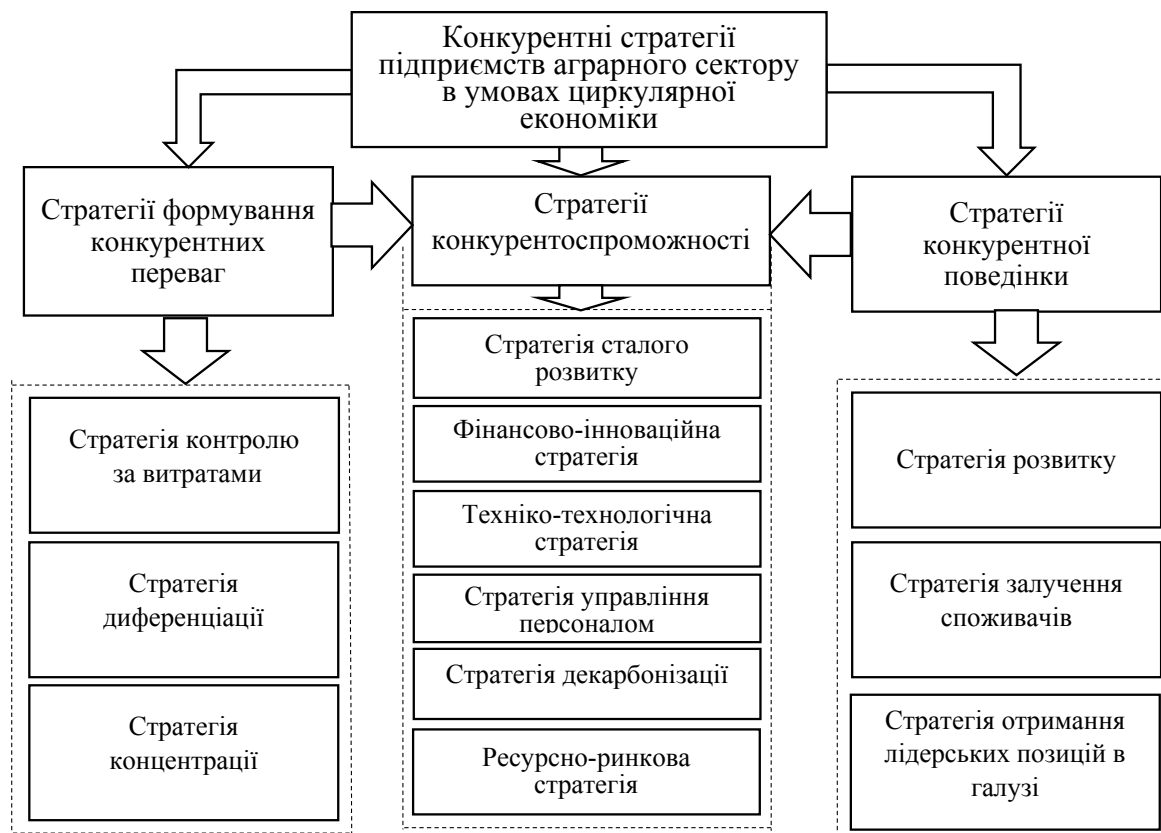 Конкурентні стратегії
підприємств аграрного сектору
в умовах циркулярної
економіки
Стратегії формування
конкурентних
переваг
Стратегії
конкурентоспроможності
Стратегії
конкурентної
поведінки
Стратегія контролю
за витратами
Стратегія
диференціації
Стратегія
концентрації
Стратегія сталого
розвитку
Фінансово-інноваційна
стратегія
Техніко-технологічна
стратегія
Стратегія управління
персоналом
Стратегія декарбонізації
Ресурсно-ринкова
стратегія
Стратегія розвитку
Стратегія залучення
споживачів
Стратегія отримання
лідерських позицій в
галузі